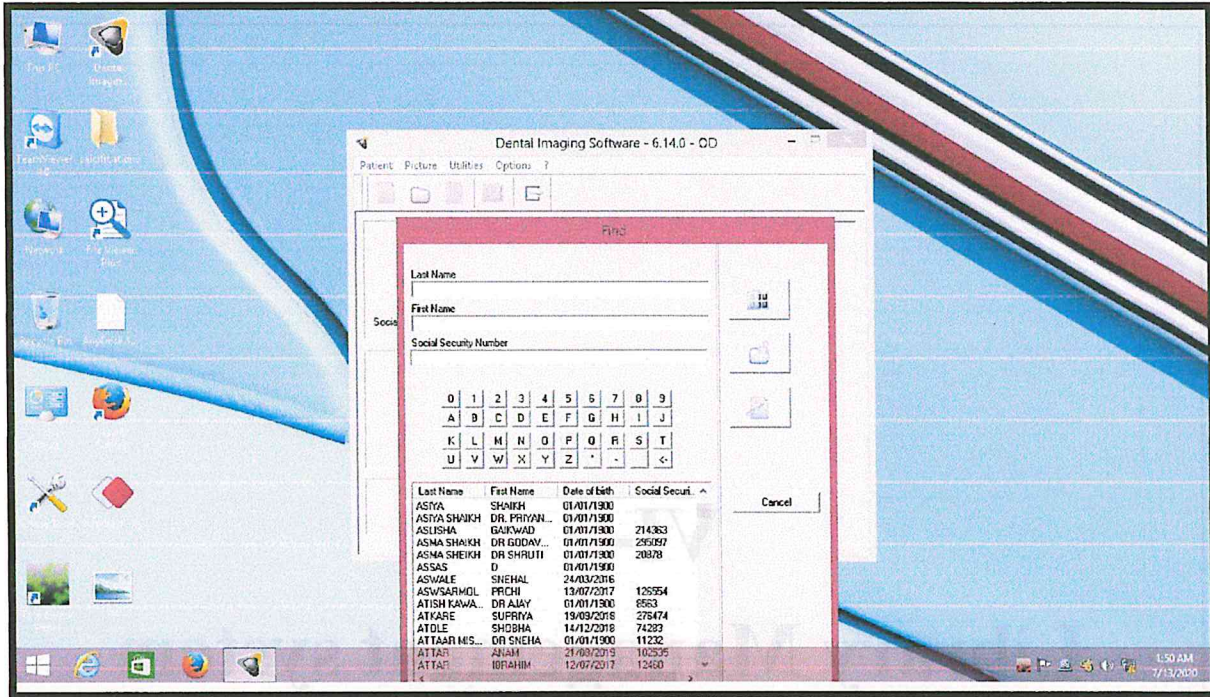 This PC
Dental
Imagin...
TeamViewer
Network
File Viewer
Recycle Bin
Dental Imaging Software - 6.14.0 - OD
Patient Picture Utilities Options ?
Find
Last Name
First Name
Socia
Social Security Number
0 1 2 3 4 5 6 7 8 9
A B C D E F G H I J
K L M N O P Q R S T
U V W X Y Z ' - <-
Last Name First Name Date of birth Social Securi..
Cancel
ASIYA SHAIKH 01/01/1900
ASIYA SHAIKH DR. PRIYAN... 01/01/1900
ASLISHA GAIKWAD 01/01/1900 214363
ASMA SHAIKH DR GODAV... 01/01/1900 295097
ASMA SHEIKH DR SHRUTI 01/01/1900 20878
ASSAS D 01/01/1900
ASWALE SNEHAL 24/03/2016
ASWSARMOL PRCHI 13/07/2017 126554
ATISH KAWA... DR AJAY 01/01/1900 8563
ATKARE SUPRIYA 19/09/2018 276474
ATOLE SHOBHA 14/12/2018 74283
ATTAAR MIS... DR SNEHA 01/01/1900 11232
ATTAR ANAM 21/08/2019 102535
ATTAR IBRAHIM 12/07/2017 12460
1:50 AM
7/13/2020